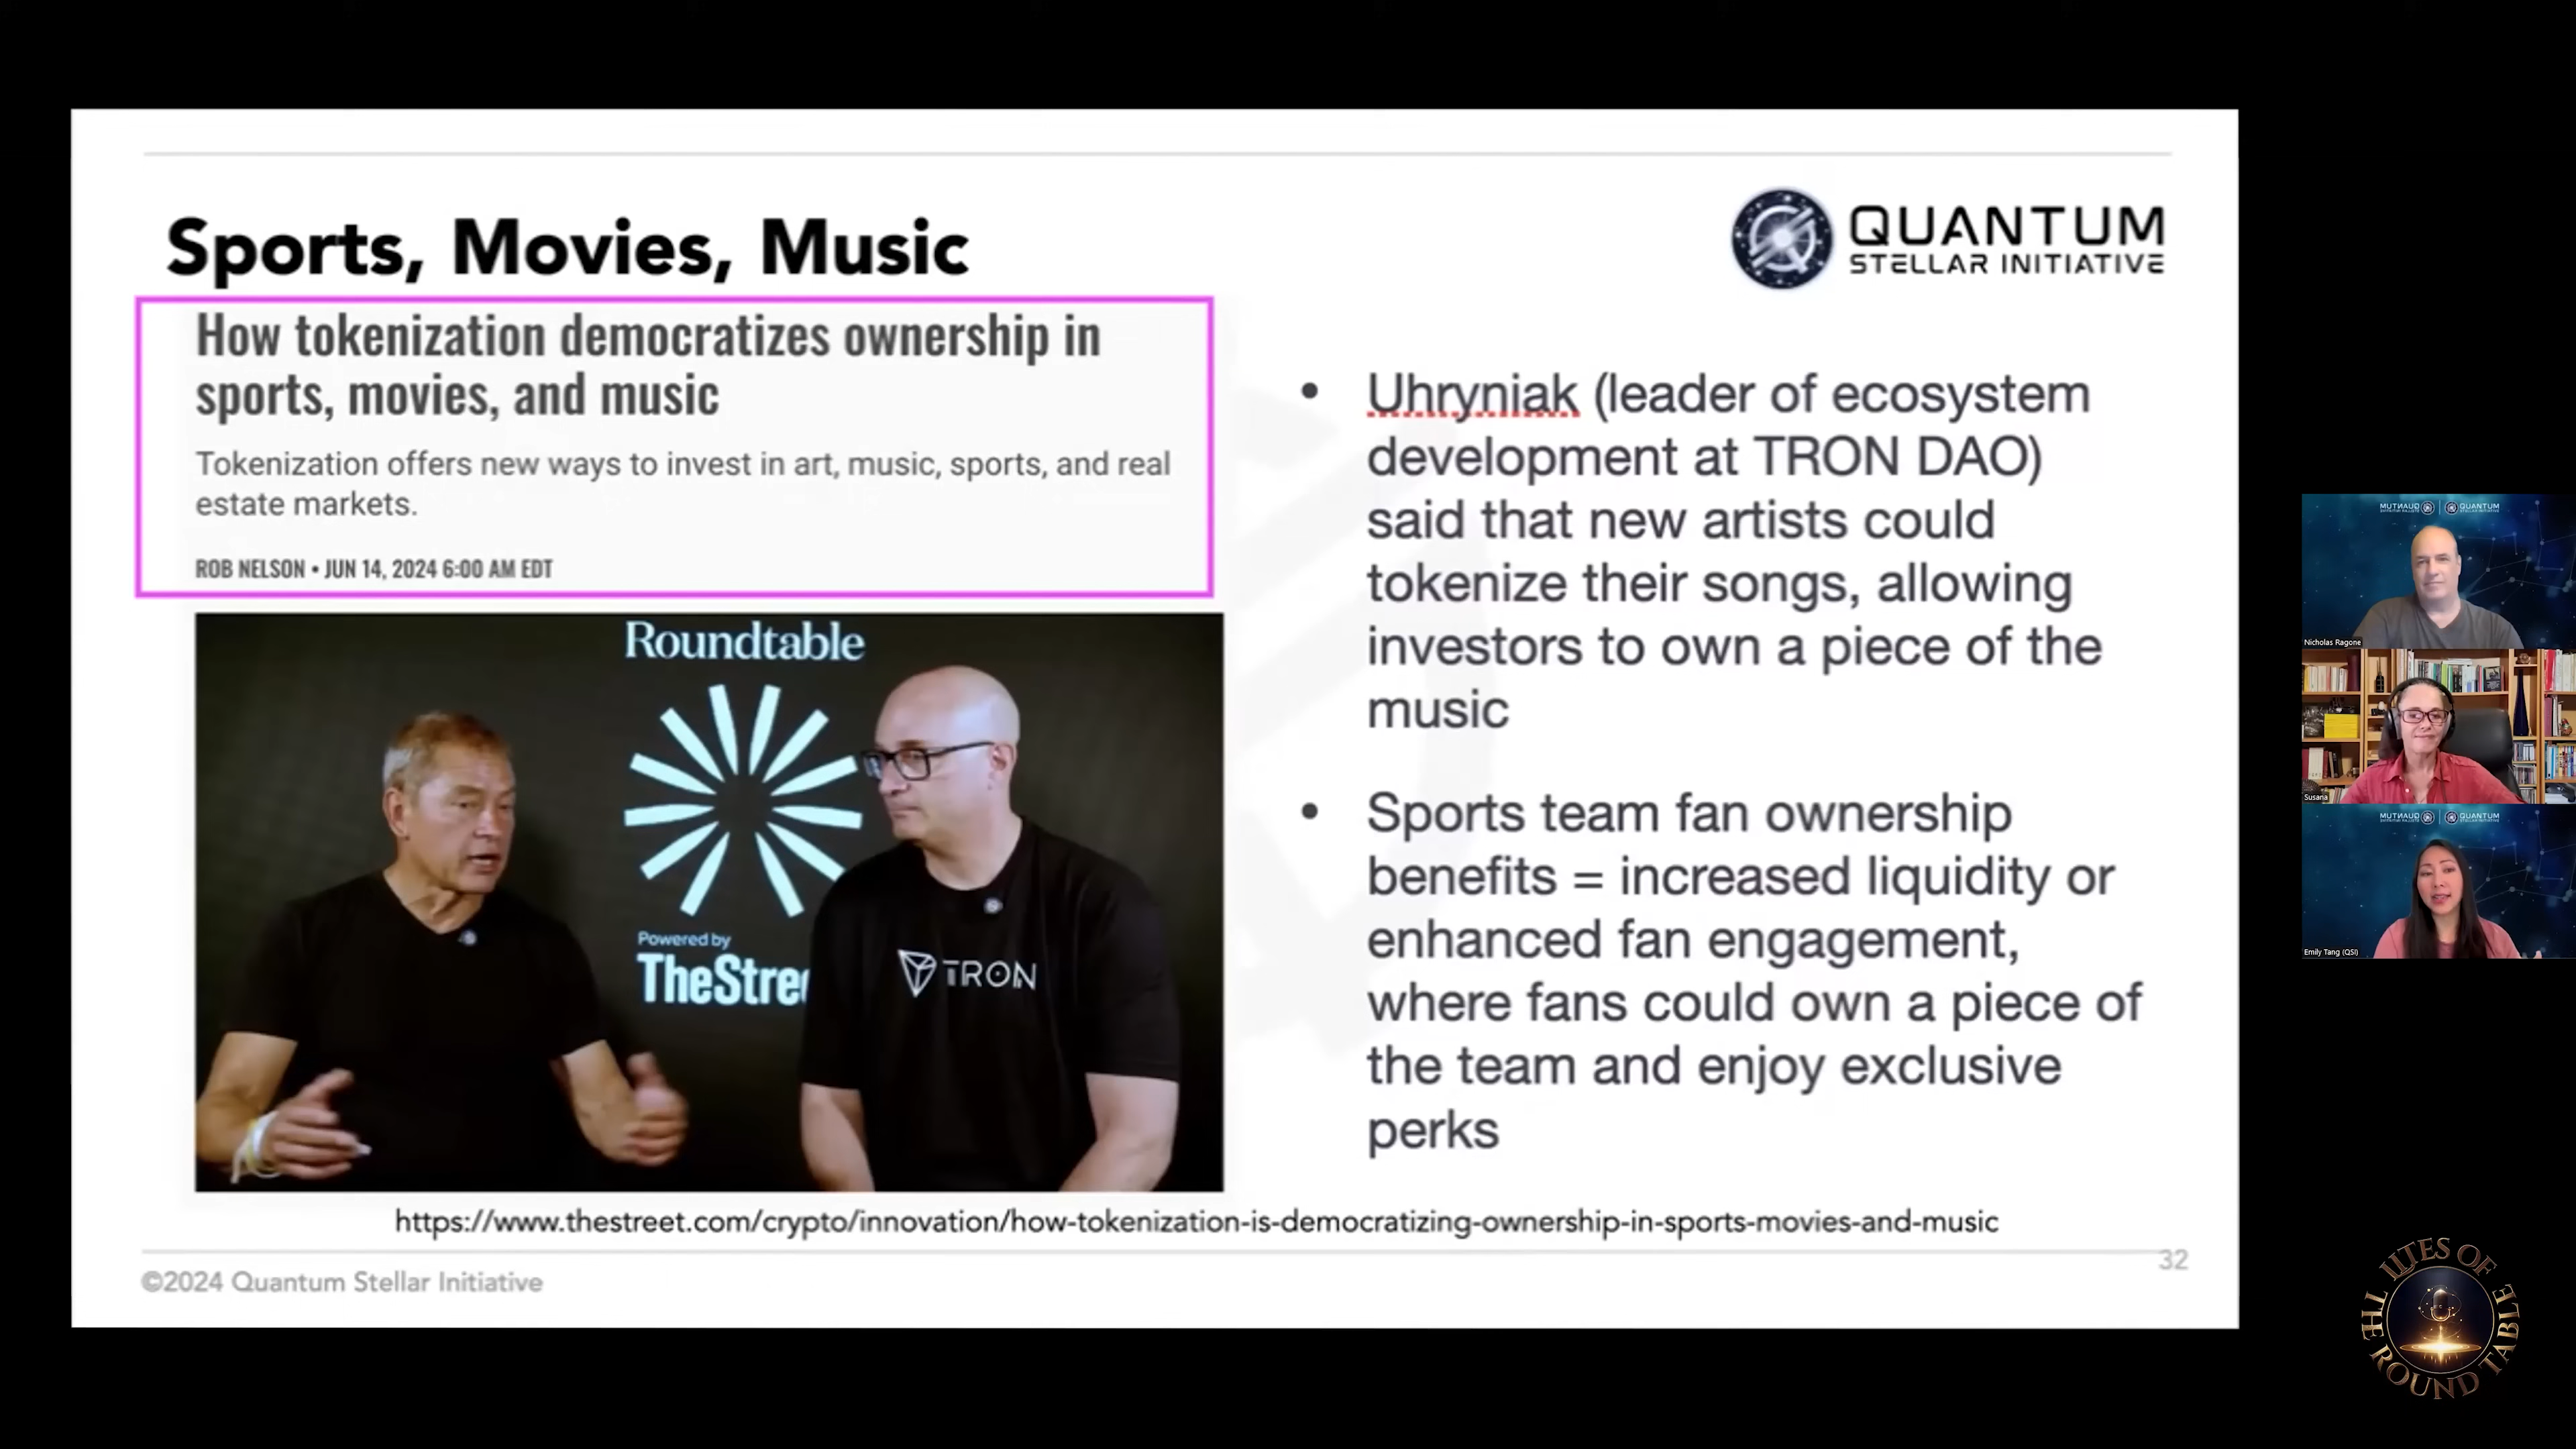 Sports, Movies, Music
QUANTUM
STELLAR INITIATIVE
How tokenization democratizes ownership in
sports, movies, and music
Tokenization offers new ways to invest in art, music, sports, and real
estate markets.
ROB NELSON • JUN 14, 2024 6:00 AM EDT
Roundtable
Powered by
TheStree
TRON
• Uhryniak (leader of ecosystem
development at TRON DAO)
said that new artists could
tokenize their songs, allowing
investors to own a piece of the
music
• Sports team fan ownership
benefits = increased liquidity or
enhanced fan engagement,
where fans could own a piece of
the team and enjoy exclusive
perks
https://www.thestreet.com/crypto/innovation/how-tokenization-is-democratizing-ownership-in-sports-movies-and-music
©2024 Quantum Stellar Initiative
32
QUANTUM
Nicholas Ragone
Susana
QUANTUM
Emily Tang (QSI)
THE ROUND TABLE